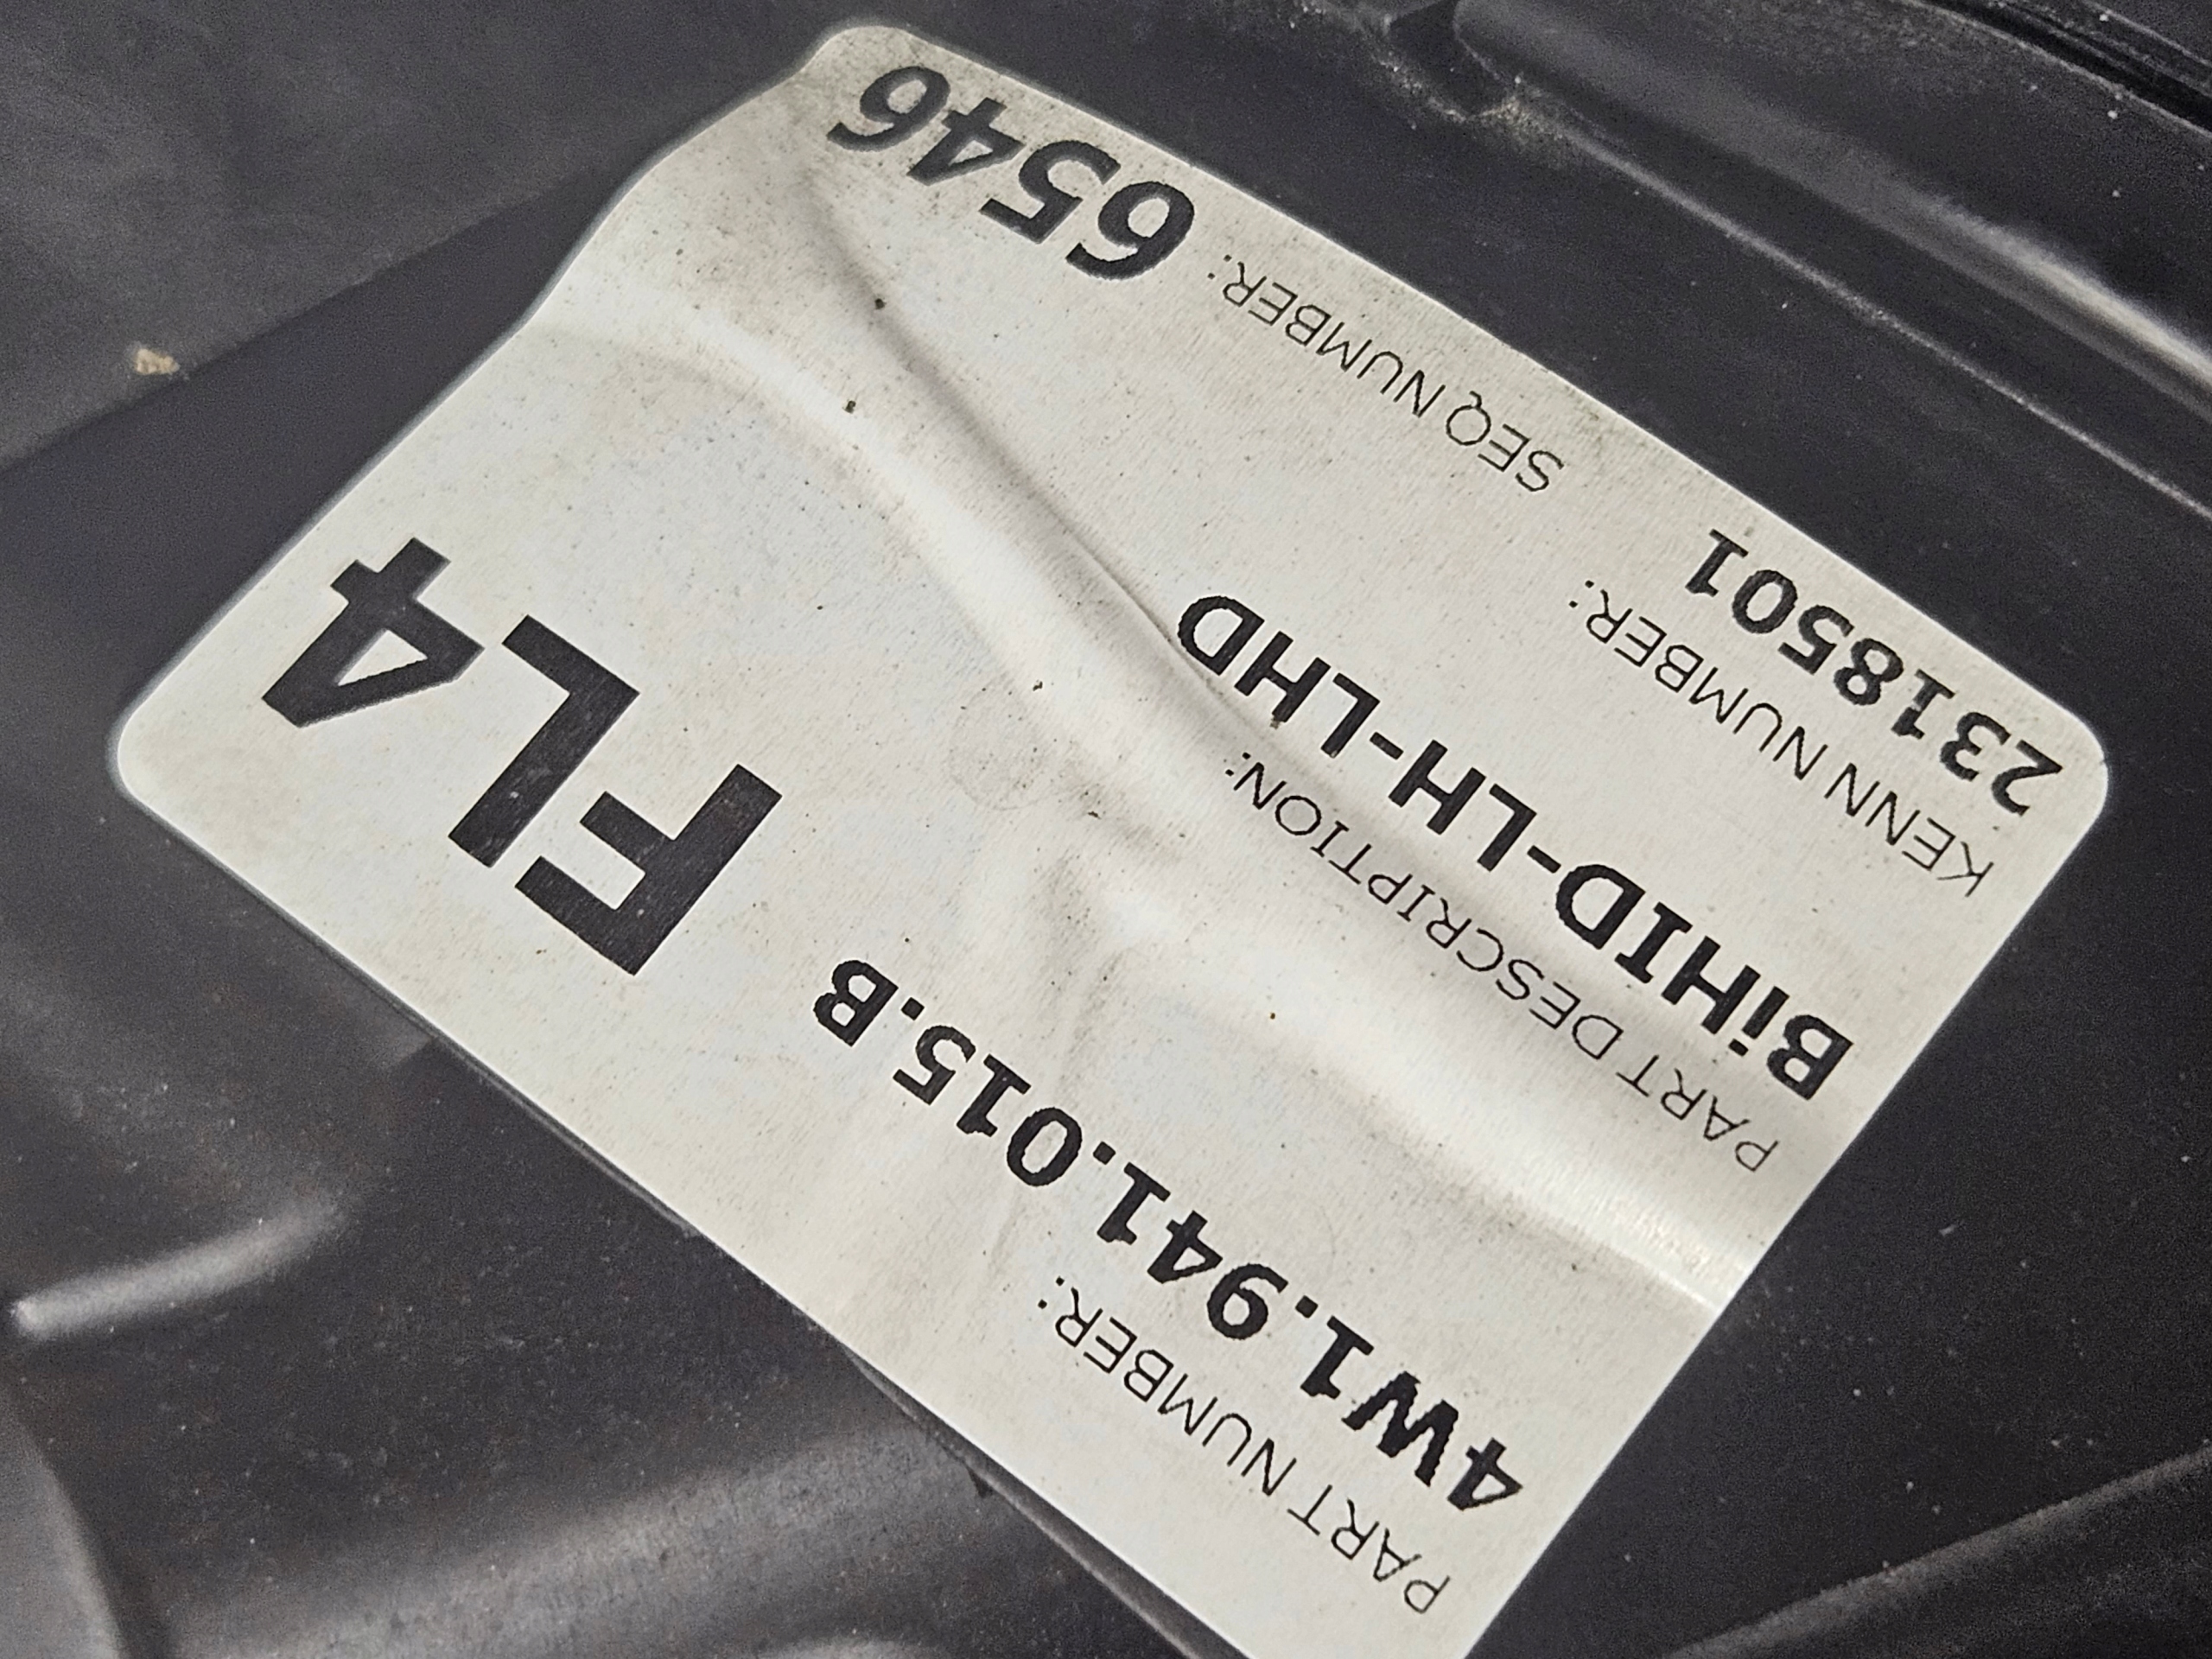 PART NUMBER:
4W1.941.015.B
FL4
PART DESCRIPTION:
BiHID-LH-LHD
KENN NUMBER:
2318501
SEQ NUMBER: 6546